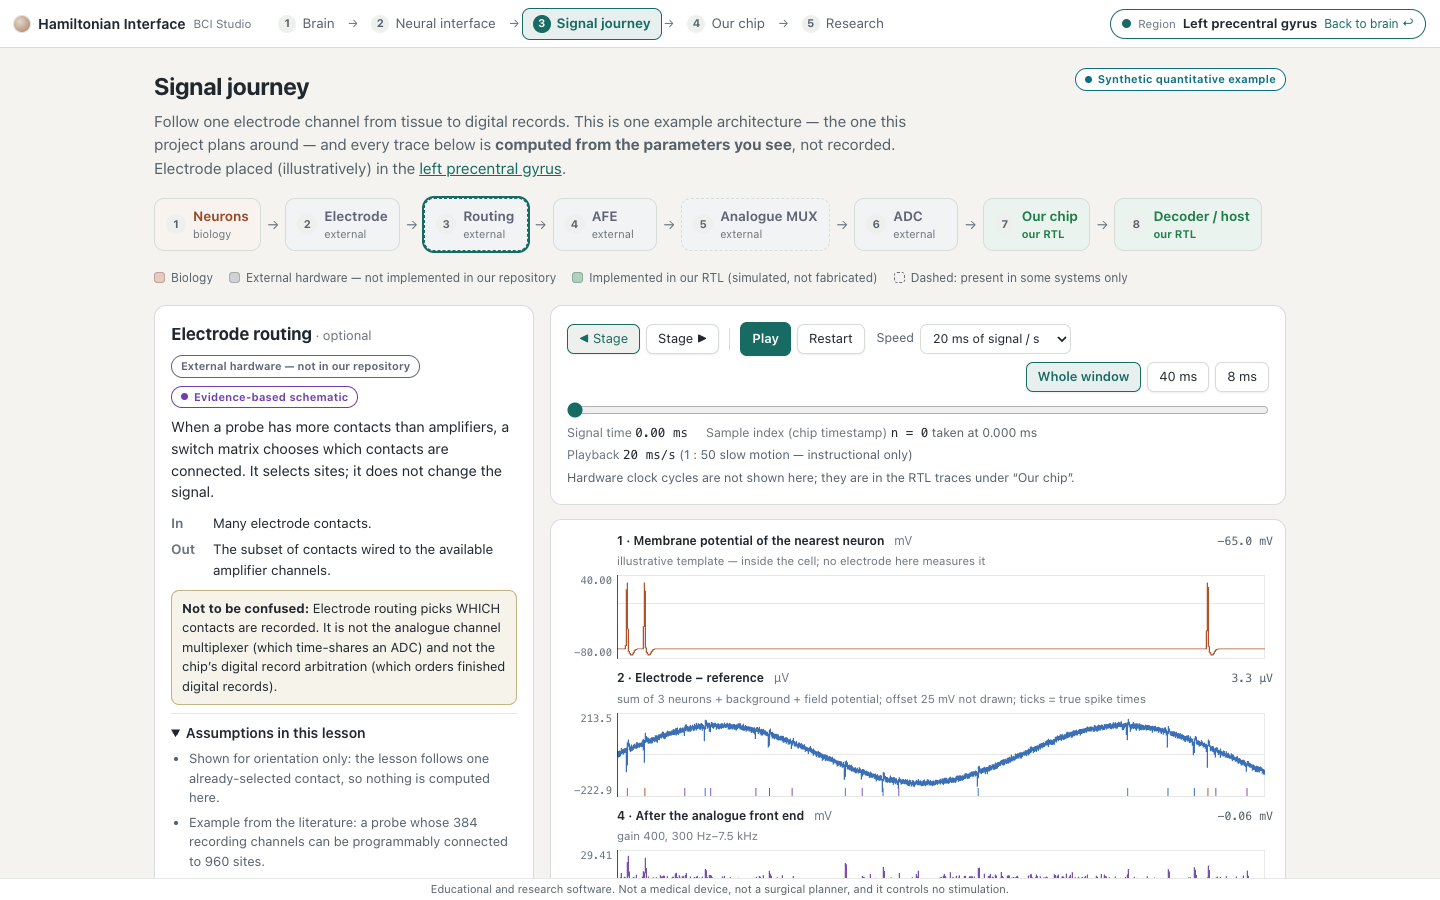 Hamiltonian Interface BCI Studio 1 Brain → 2 Neural interface → 3 Signal journey → 4 Our chip → 5 Research Region Left precentral gyrus Back to brain ↩
Signal journey
Synthetic quantitative example
Follow one electrode channel from tissue to digital records. This is one example architecture — the one this
project plans around — and every trace below is computed from the parameters you see, not recorded.
Electrode placed (illustratively) in the left precentral gyrus.
1 Neurons biology → 2 Electrode external → 3 Routing external → 4 AFE external → 5 Analogue MUX external → 6 ADC external → 7 Our chip our RTL → 8 Decoder / host our RTL
Biology External hardware — not implemented in our repository Implemented in our RTL (simulated, not fabricated) Dashed: present in some systems only
Electrode routing · optional
External hardware — not in our repository
Evidence-based schematic
When a probe has more contacts than amplifiers, a
switch matrix chooses which contacts are
connected. It selects sites; it does not change the
signal.
In Many electrode contacts.
Out The subset of contacts wired to the available
amplifier channels.
Not to be confused: Electrode routing picks WHICH
contacts are recorded. It is not the analogue channel
multiplexer (which time-shares an ADC) and not the
chip's digital record arbitration (which orders finished
digital records).
▼ Assumptions in this lesson
• Shown for orientation only: the lesson follows one
already-selected contact, so nothing is computed
here.
• Example from the literature: a probe whose 384
recording channels can be programmably connected
to 960 sites.
◀ Stage Stage ▶ Play Restart Speed 20 ms of signal / s
Whole window 40 ms 8 ms
Signal time 0.00 ms Sample index (chip timestamp) n = 0 taken at 0.000 ms
Playback 20 ms/s (1 : 50 slow motion — instructional only)
Hardware clock cycles are not shown here; they are in the RTL traces under “Our chip”.
1 · Membrane potential of the nearest neuron mV −65.0 mV
illustrative template — inside the cell; no electrode here measures it
40.00
−80.00
2 · Electrode − reference µV 3.3 µV
sum of 3 neurons + background + field potential; offset 25 mV not drawn; ticks = true spike times
213.5
−222.9
4 · After the analogue front end mV −0.06 mV
gain 400, 300 Hz–7.5 kHz
29.41
Educational and research software. Not a medical device, not a surgical planner, and it controls no stimulation.